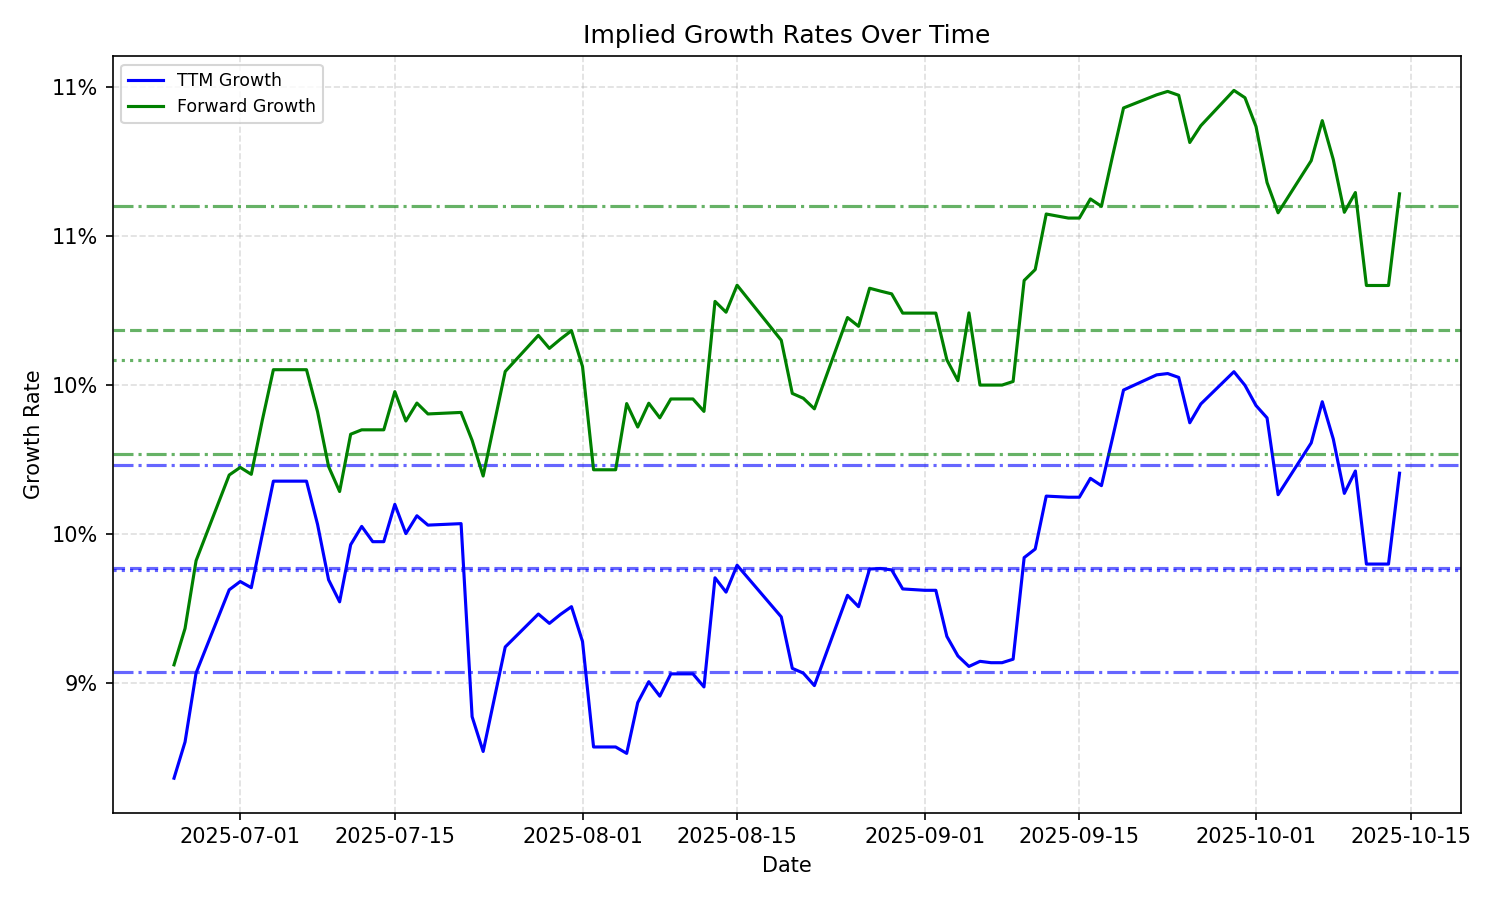 Implied Growth Rates Over Time
TTM Growth
Forward Growth
11%
11%
10%
10%
9%
Growth Rate
2025-07-01
2025-07-15
2025-08-01
2025-08-15
2025-09-01
2025-09-15
2025-10-01
2025-10-15
Date